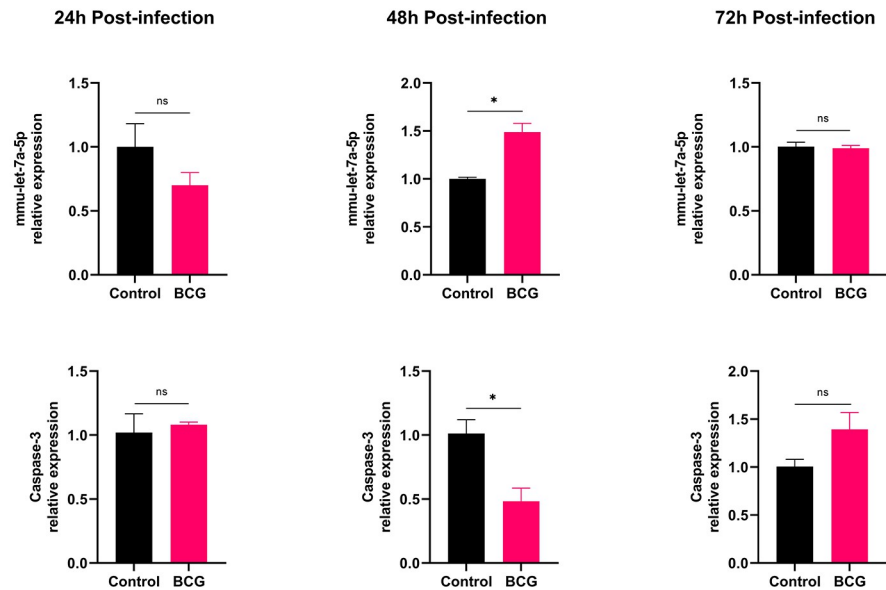 24h Post-infection
48h Post-infection
72h Post-infection
mmu-let-7a-5p
relative expression
1.5
1.0
0.5
0.0
ns
Control BCG
mmu-let-7a-5p
relative expression
2.0
1.5
1.0
0.5
0.0
*
Control BCG
mmu-let-7a-5p
relative expression
1.5
1.0
0.5
0.0
ns
Control BCG
Caspase-3
relative expression
1.5
1.0
0.5
0.0
ns
Control BCG
Caspase-3
relative expression
1.5
1.0
0.5
0.0
*
Control BCG
Caspase-3
relative expression
2.0
1.5
1.0
0.5
0.0
ns
Control BCG